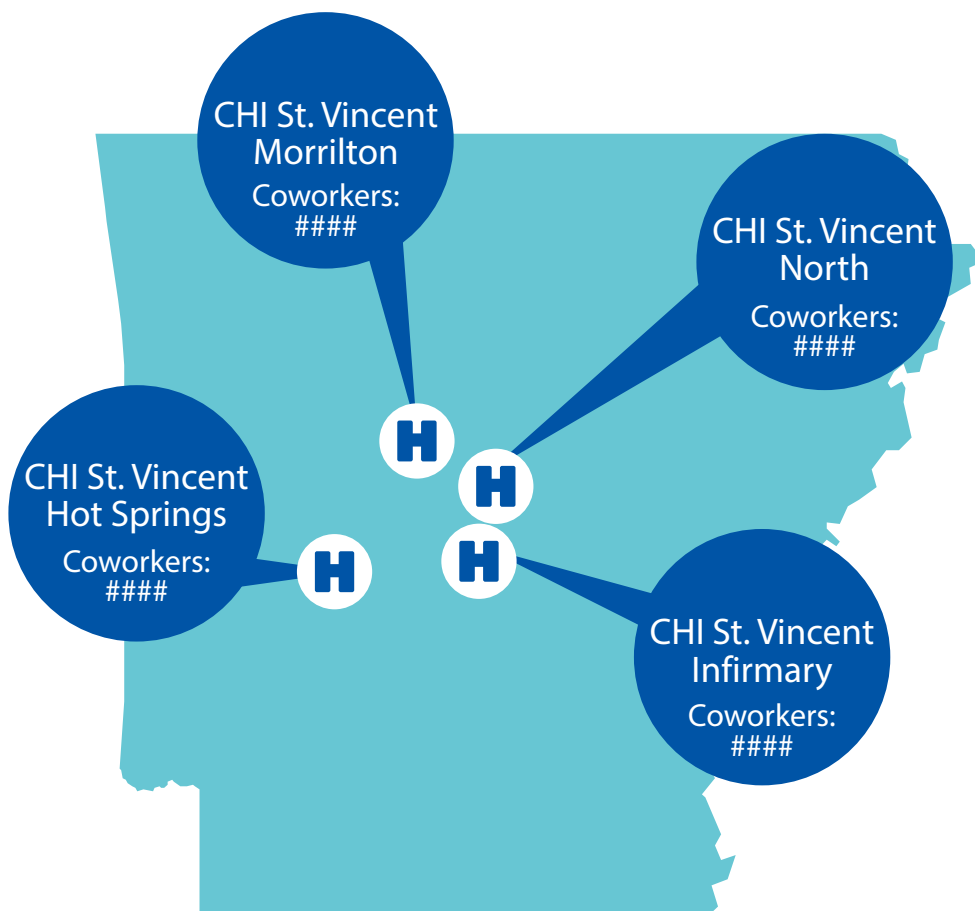 CHI St. Vincent
Morrilton
Coworkers:
####
CHI St. Vincent
North
Coworkers:
####
H
H
CHI St. Vincent
Hot Springs
Coworkers:
####
H
H
CHI St. Vincent
Infirmary
Coworkers:
####